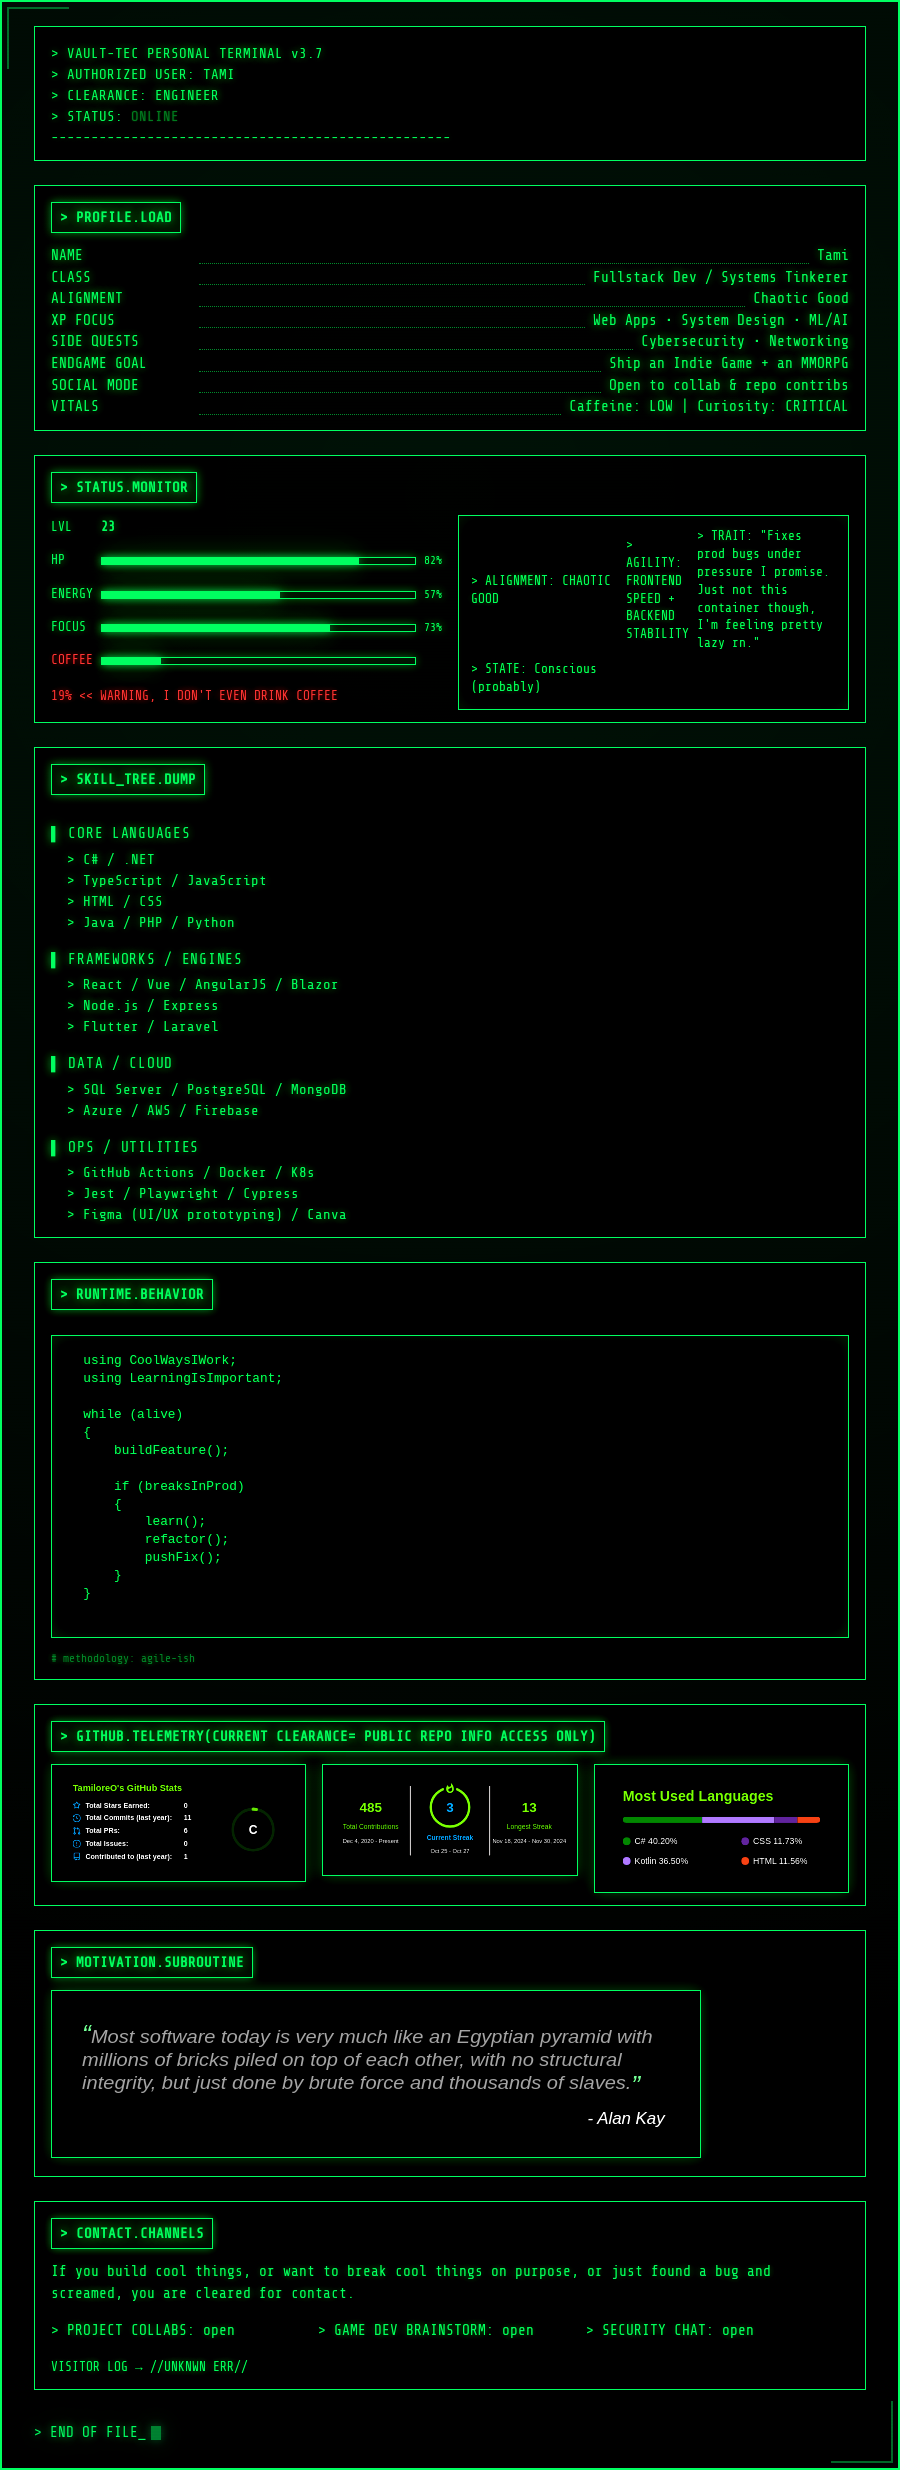 > VAULT-TEC PERSONAL TERMINAL v3.7
> AUTHORIZED USER: TAMI
> CLEARANCE: ENGINEER
> STATUS: ONLINE
--------------------------------------------------
> PROFILE.LOAD
NAME Tami
CLASS Fullstack Dev / Systems Tinkerer
ALIGNMENT Chaotic Good
XP FOCUS Web Apps · System Design · ML/AI
SIDE QUESTS Cybersecurity · Networking
ENDGAME GOAL Ship an Indie Game + an MMORPG
SOCIAL MODE Open to collab & repo contribs
VITALS Caffeine: LOW | Curiosity: CRITICAL
> STATUS.MONITOR
LVL 23
HP 82%
ENERGY 57%
FOCUS 73%
COFFEE
19% << WARNING, I DON'T EVEN DRINK COFFEE
> ALIGNMENT: CHAOTIC
GOOD
>
AGILITY:
FRONTEND
SPEED +
BACKEND
STABILITY
> TRAIT: "Fixes
prod bugs under
pressure I promise.
Just not this
container though,
I'm feeling pretty
lazy rn."
> STATE: Conscious
(probably)
> SKILL_TREE.DUMP
▌ CORE LANGUAGES
> C# / .NET
> TypeScript / JavaScript
> HTML / CSS
> Java / PHP / Python
▌ FRAMEWORKS / ENGINES
> React / Vue / AngularJS / Blazor
> Node.js / Express
> Flutter / Laravel
▌ DATA / CLOUD
> SQL Server / PostgreSQL / MongoDB
> Azure / AWS / Firebase
▌ OPS / UTILITIES
> GitHub Actions / Docker / K8s
> Jest / Playwright / Cypress
> Figma (UI/UX prototyping) / Canva
> RUNTIME.BEHAVIOR
using CoolWaysIWork;
using LearningIsImportant;
while (alive)
{
buildFeature();
if (breaksInProd)
{
learn();
refactor();
pushFix();
}
}
# methodology: agile-ish
> GITHUB.TELEMETRY(CURRENT CLEARANCE= PUBLIC REPO INFO ACCESS ONLY)
TamiloreO's GitHub Stats
Total Stars Earned: 0
Total Commits (last year): 11
Total PRs: 6
Total Issues: 0
Contributed to (last year): 1
C
485
Total Contributions
Dec 4, 2020 - Present
3
Current Streak
Oct 25 - Oct 27
13
Longest Streak
Nov 18, 2024 - Nov 30, 2024
Most Used Languages
C# 40.20%
CSS 11.73%
Kotlin 36.50%
HTML 11.56%
> MOTIVATION.SUBROUTINE
“Most software today is very much like an Egyptian pyramid with
millions of bricks piled on top of each other, with no structural
integrity, but just done by brute force and thousands of slaves.”
- Alan Kay
> CONTACT.CHANNELS
If you build cool things, or want to break cool things on purpose, or just found a bug and
screamed, you are cleared for contact.
> PROJECT COLLABS: open > GAME DEV BRAINSTORM: open > SECURITY CHAT: open
VISITOR LOG → //UNKNWN ERR//
> END OF FILE_